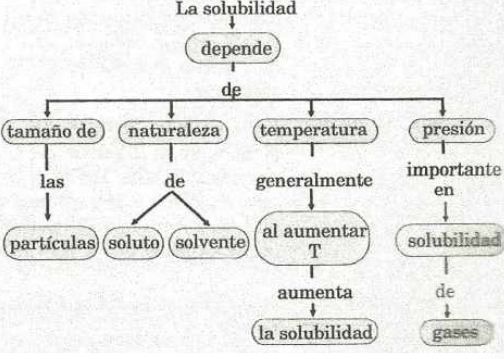 La solubilidad
depende
de
tamaño de
naturaleza
temperatura
presión
las
de
generalmente
importante
en
partículas
soluto
solvente
al aumentar
T
solubilidad
aumenta
de
la solubilidad
gases